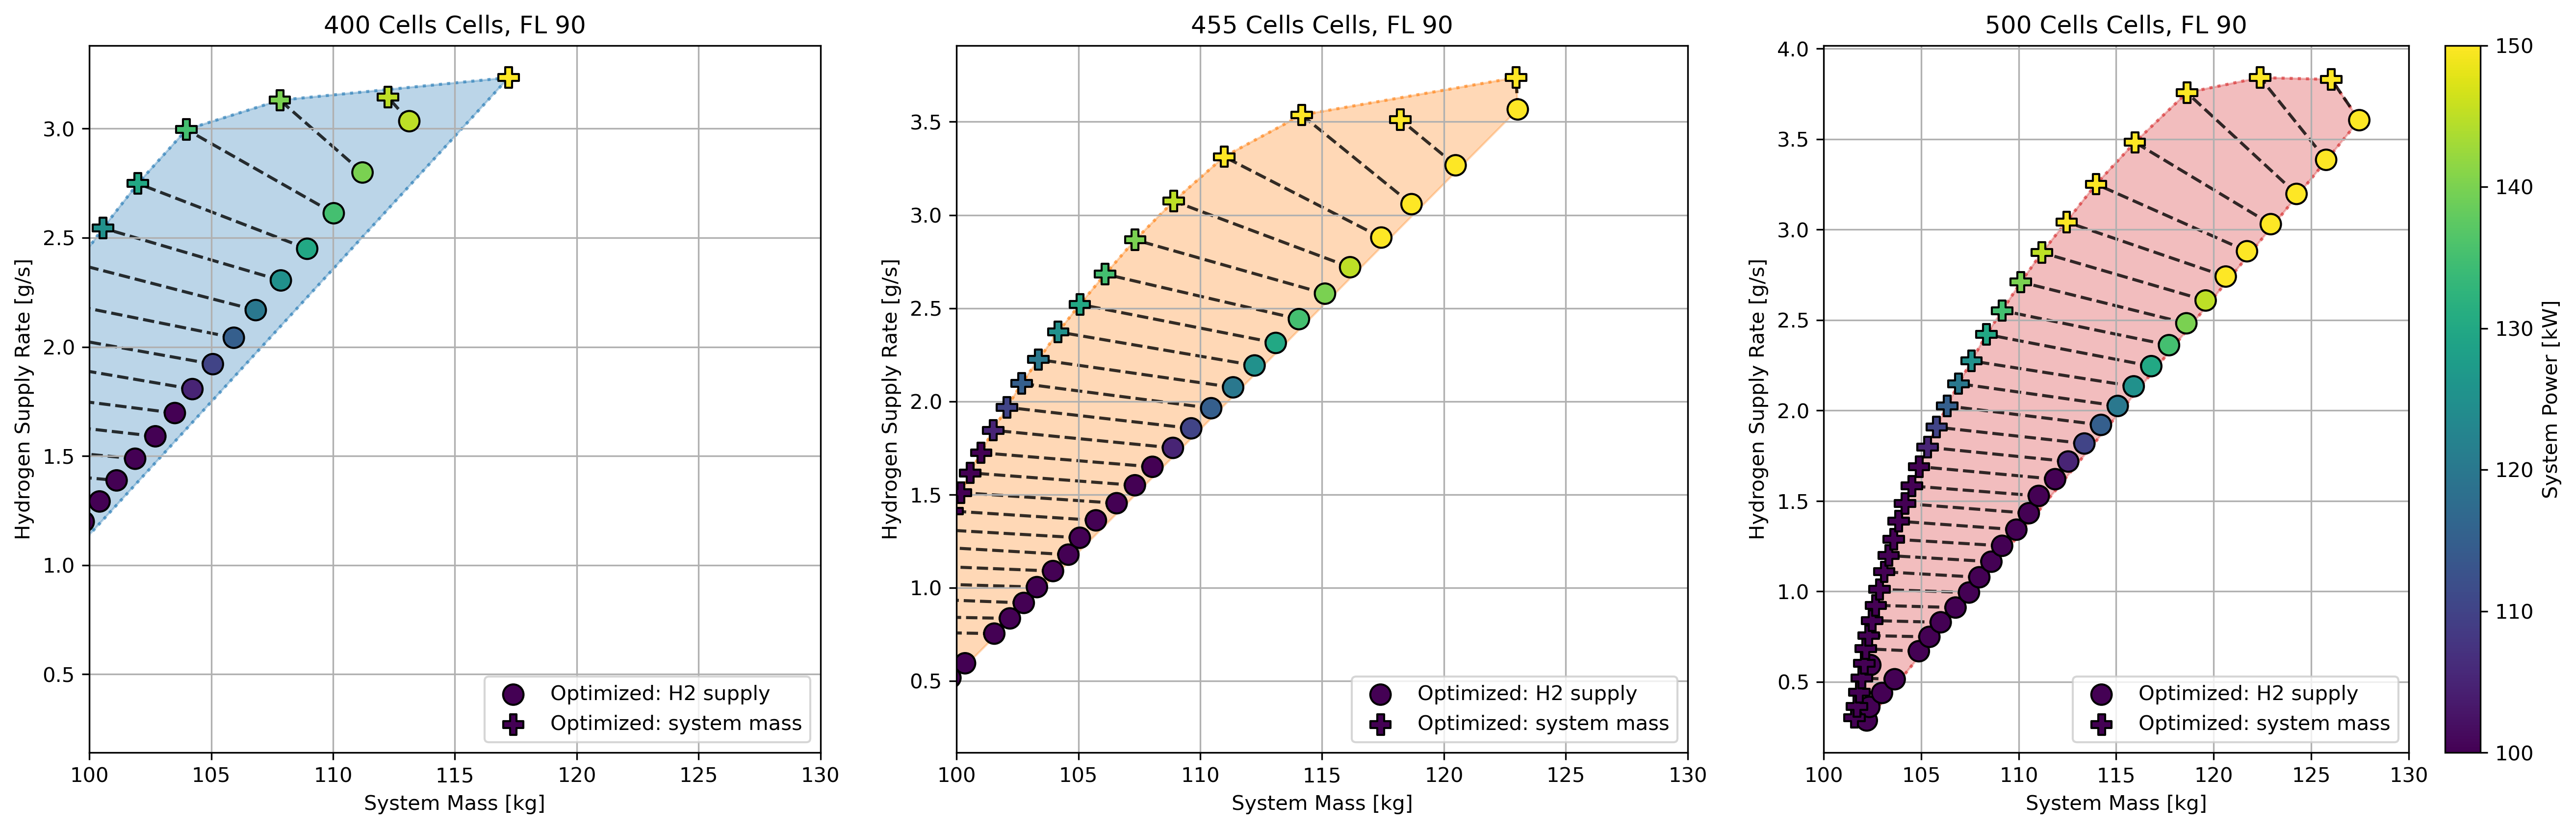 400 Cells Cells, FL 90
Hydrogen Supply Rate [g/s]
3.0
2.5
2.0
1.5
1.0
0.5
100 105 110 115 120 125 130
System Mass [kg]
Optimized: H2 supply
Optimized: system mass
455 Cells Cells, FL 90
Hydrogen Supply Rate [g/s]
3.5
3.0
2.5
2.0
1.5
1.0
0.5
100 105 110 115 120 125 130
System Mass [kg]
Optimized: H2 supply
Optimized: system mass
500 Cells Cells, FL 90
Hydrogen Supply Rate [g/s]
4.0
3.5
3.0
2.5
2.0
1.5
1.0
0.5
100 105 110 115 120 125 130
System Mass [kg]
Optimized: H2 supply
Optimized: system mass
150
140
130
120
110
100
System Power [kW]